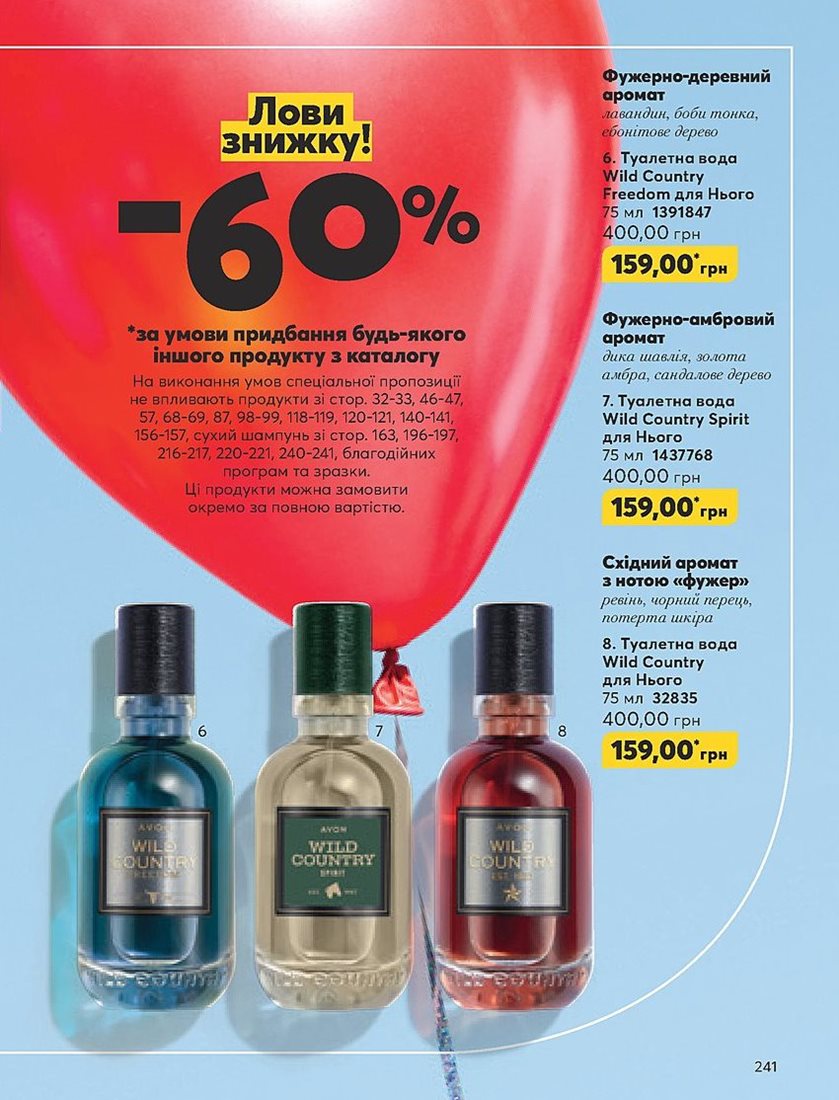 Лови
знижку!
-60%
*за умови придбання будь-якого
іншого продукту з каталогу
На виконання умов спеціальної пропозиції
не впливають продукти зі стор. 32-33, 46-47,
57, 68-69, 87, 98-99, 118-119, 120-121, 140-141,
156-157, сухий шампунь зі стор. 163, 196-197,
216-217, 220-221, 240-241, благодійних
програм та зразки.
Ці продукти можна замовити
окремо за повною вартістю.
Фужерно-деревний
аромат
лавандин, боби тонка,
ебонітове дерево
6. Туалетна вода
Wild Country
Freedom для Нього
75 мл 1391847
400,00 грн
159,00* грн
Фужерно-амбровий
аромат
дика шавлія, золота
амбра, сандалове дерево
7. Туалетна вода
Wild Country Spirit
для Нього
75 мл 1437768
400,00 грн
159,00* грн
Східний аромат
з нотою «фужер»
ревінь, чорний перець,
потерта шкіра
8. Туалетна вода
Wild Country
для Нього
75 мл 32835
400,00 грн
159,00* грн
6
AVON
WILD
COUNTRY
FREEDOM
7
AVON
WILD
COUNTRY
SPIRIT
8
AVON
WILD
COUNTRY
241